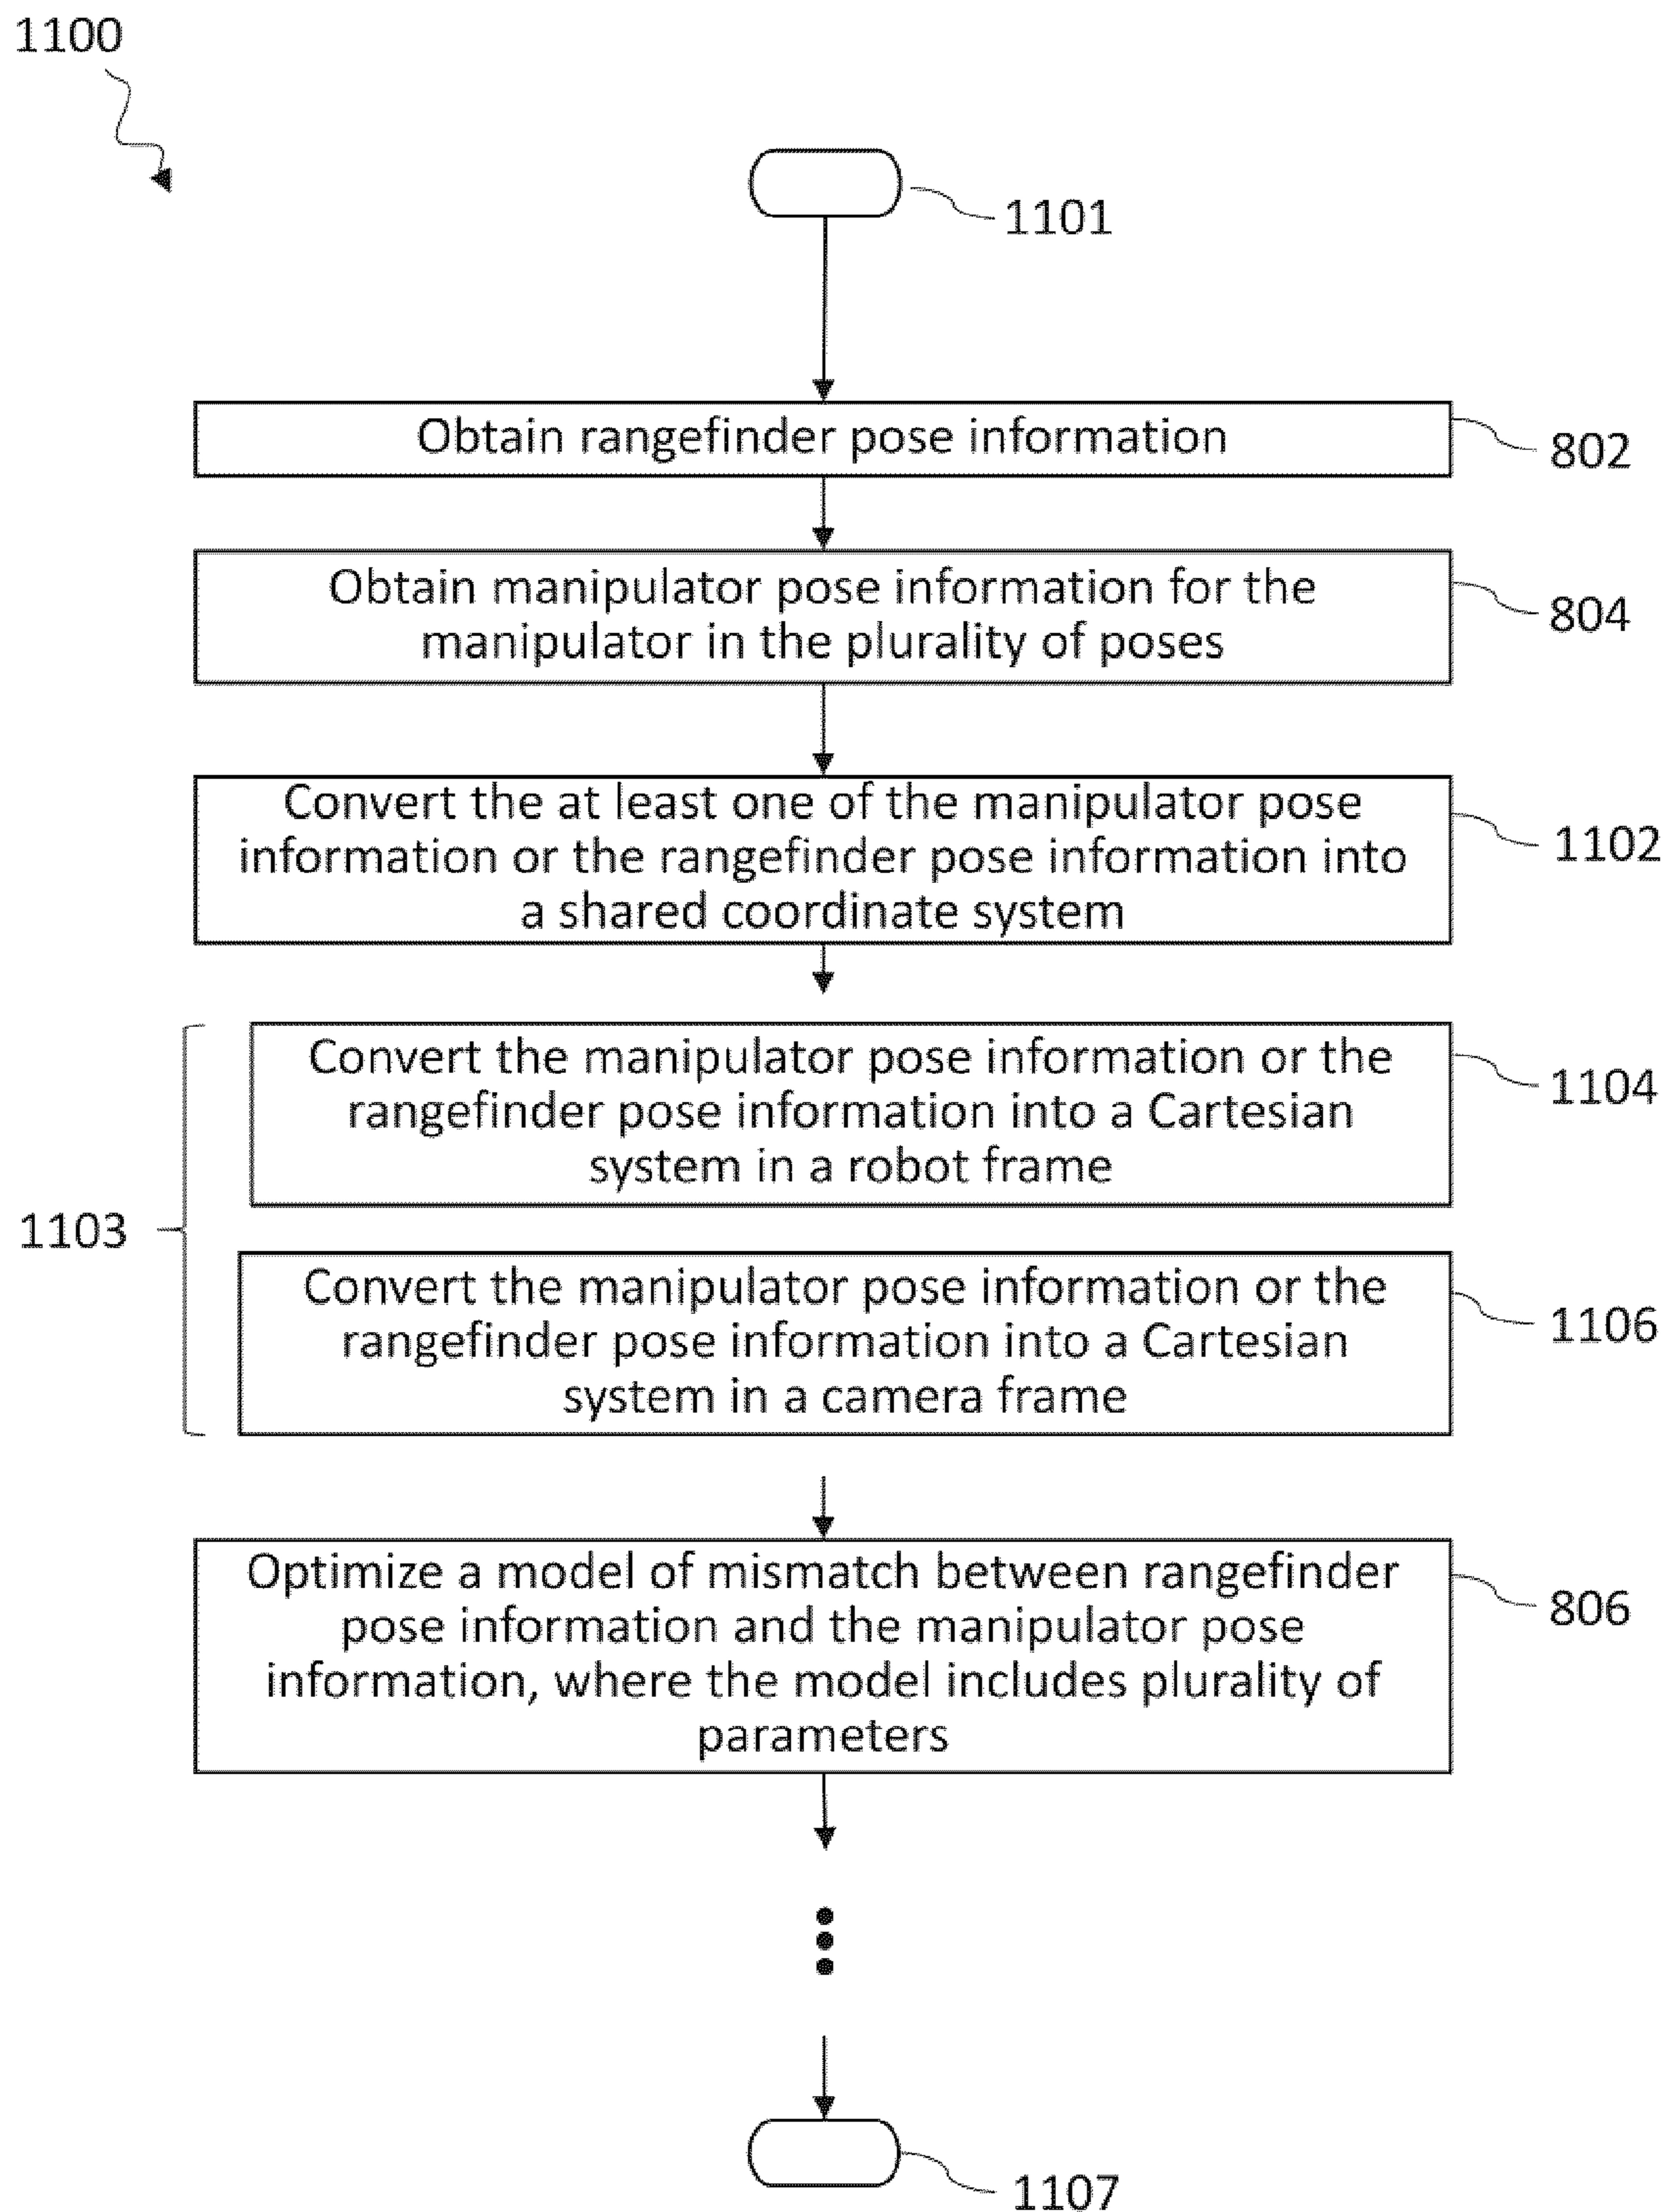 1100
1101
Obtain rangefinder pose information
802
Obtain manipulator pose information for the
manipulator in the plurality of poses
804
Convert the at least one of the manipulator pose
information or the rangefinder pose information into
a shared coordinate system
1102
1103
Convert the manipulator pose information or the
rangefinder pose information into a Cartesian
system in a robot frame
1104
Convert the manipulator pose information or the
rangefinder pose information into a Cartesian
system in a camera frame
1106
Optimize a model of mismatch between rangefinder
pose information and the manipulator pose
information, where the model includes plurality of
parameters
806
1107